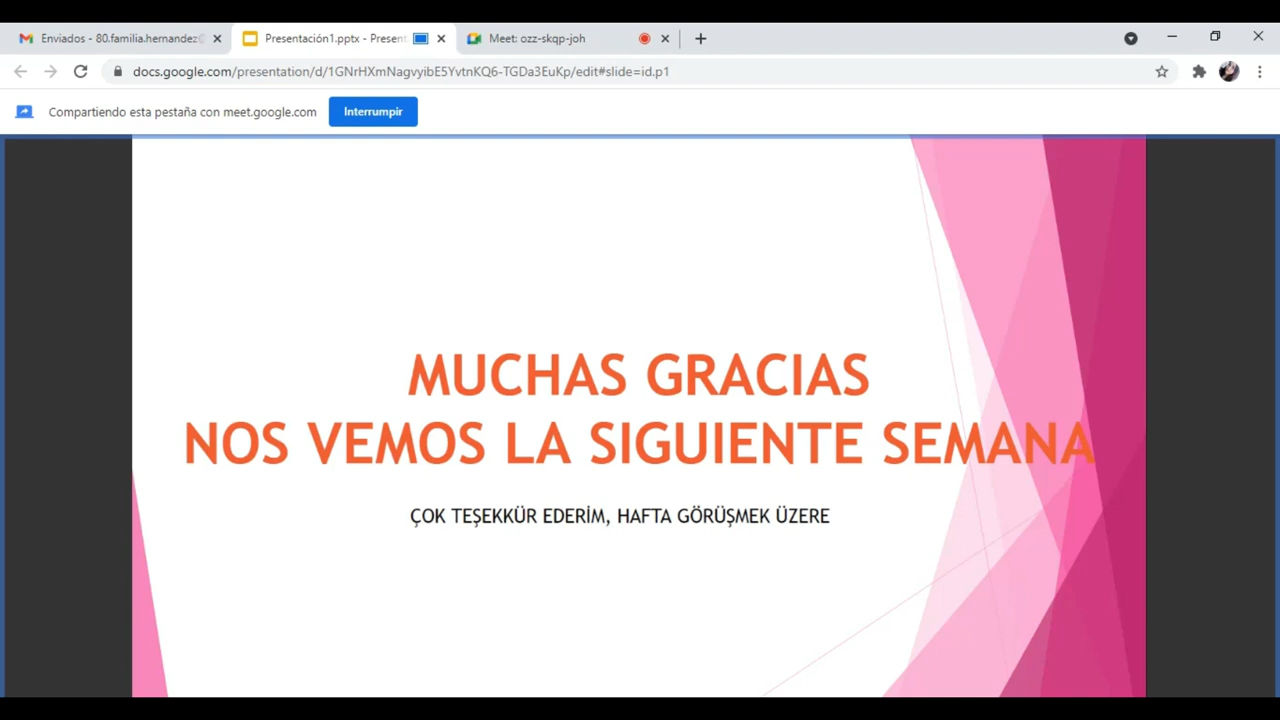 Enviados - 80.familia.hernandez@
Presentación1.pptx - Present
Meet: ozz-skqp-joh
docs.google.com/presentation/d/1GNrHXmNagvyibE5YvtnKQ6-TGDa3EuKp/edit#slide=id.p1
Compartiendo esta pestaña con meet.google.com
Interrumpir
MUCHAS GRACIAS
NOS VEMOS LA SIGUIENTE SEMANA
ÇOK TEŞEKKÜR EDERİM, HAFTA GÖRÜŞMEK ÜZERE